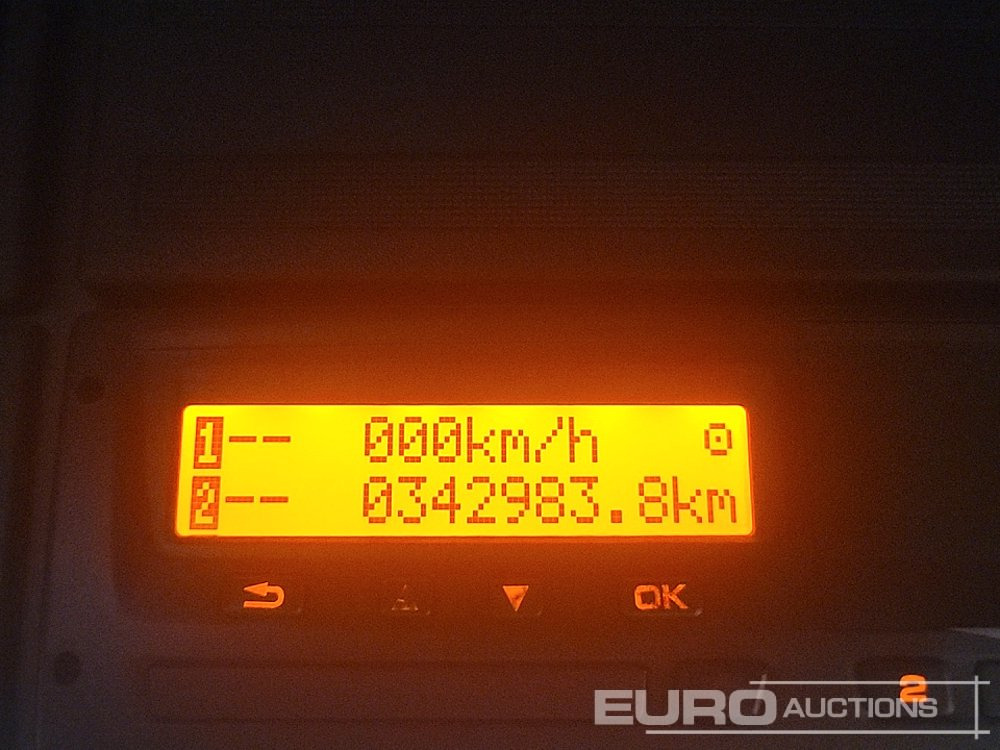 1-- 000km/h
2-- 0342983.8km
OK
2
EURO AUCTIONS